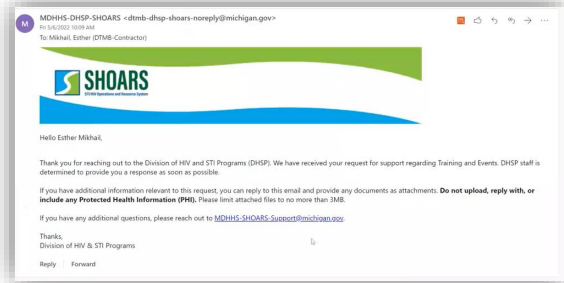 M
MDHHS-DHSP-SHOARS <dtmb-dhsp-shoars-noreply@michigan.gov>
Fri 5/6/2022 10:09 AM
To: Mikhail, Esther (DTMB-Contractor)
SHOARS
STI/HIV Operations and Resource System
Hello Esther Mikhail,
Thank you for reaching out to the Division of HIV and STI Programs (DHSP). We have received your request for support regarding Training and Events. DHSP staff is
determined to provide you a response as soon as possible.
If you have additional information relevant to this request, you can reply to this email and provide any documents as attachments. Do not upload, reply with, or
include any Protected Health Information (PHI). Please limit attached files to no more than 3MB.
If you have any additional questions, please reach out to MDHHS-SHOARS-Support@michigan.gov.
Thanks,
Division of HIV & STI Programs
Reply Forward